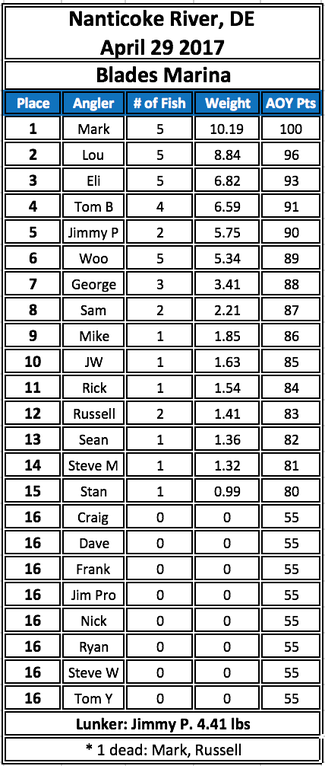 Nanticoke River, DE
April 29 2017
Blades Marina
Place Angler # of Fish Weight AOY Pts
1 Mark 5 10.19 100
2 Lou 5 8.84 96
3 Eli 5 6.82 93
4 Tom B 4 6.59 91
5 Jimmy P 2 5.75 90
6 Woo 5 5.34 89
7 George 3 3.41 88
8 Sam 2 2.21 87
9 Mike 1 1.85 86
10 JW 1 1.63 85
11 Rick 1 1.54 84
12 Russell 2 1.41 83
13 Sean 1 1.36 82
14 Steve M 1 1.32 81
15 Stan 1 0.99 80
16 Craig 0 0 55
16 Dave 0 0 55
16 Frank 0 0 55
16 Jim Pro 0 0 55
16 Nick 0 0 55
16 Ryan 0 0 55
16 Steve W 0 0 55
16 Tom Y 0 0 55
Lunker: Jimmy P. 4.41 lbs
* 1 dead: Mark, Russell